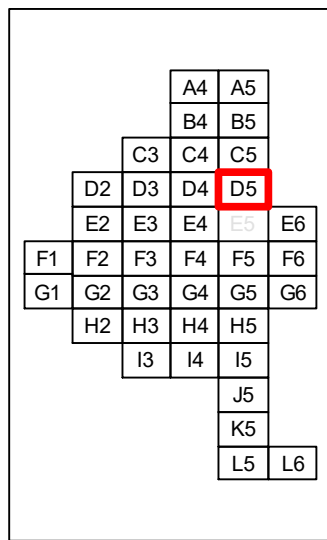 A4 A5
B4 B5
C3 C4 C5
D2 D3 D4 D5
E2 E3 E4 E5 E6
F1 F2 F3 F4 F5 F6
G1 G2 G3 G4 G5 G6
H2 H3 H4 H5
I3 I4 I5
J5
K5
L5 L6